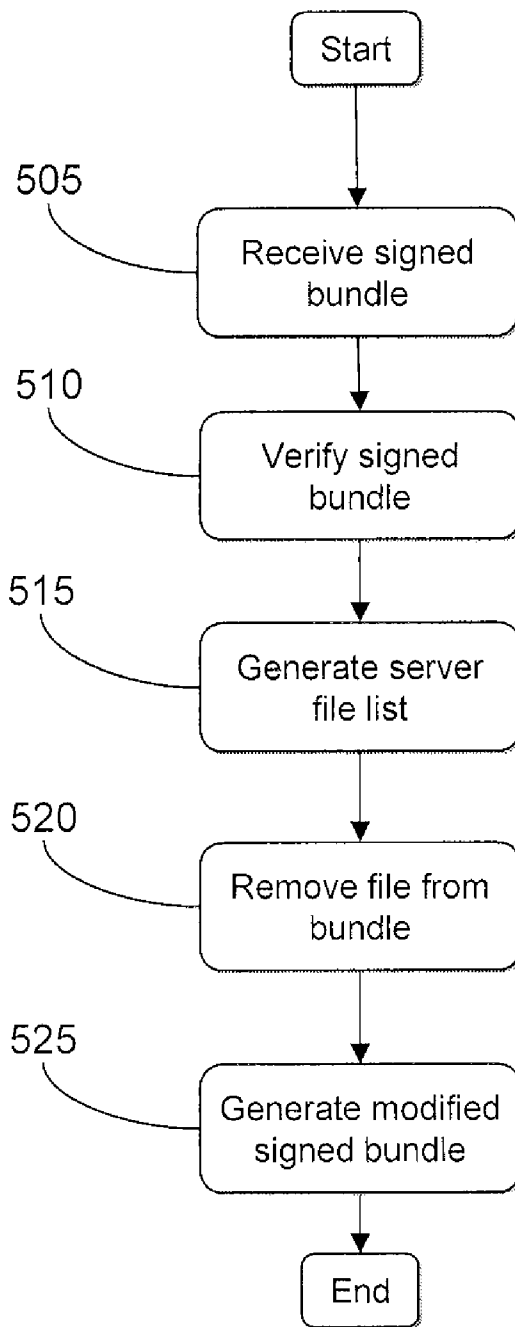 Start
505
Receive signed
bundle
510
Verify signed
bundle
515
Generate server
file list
520
Remove file from
bundle
525
Generate modified
signed bundle
End